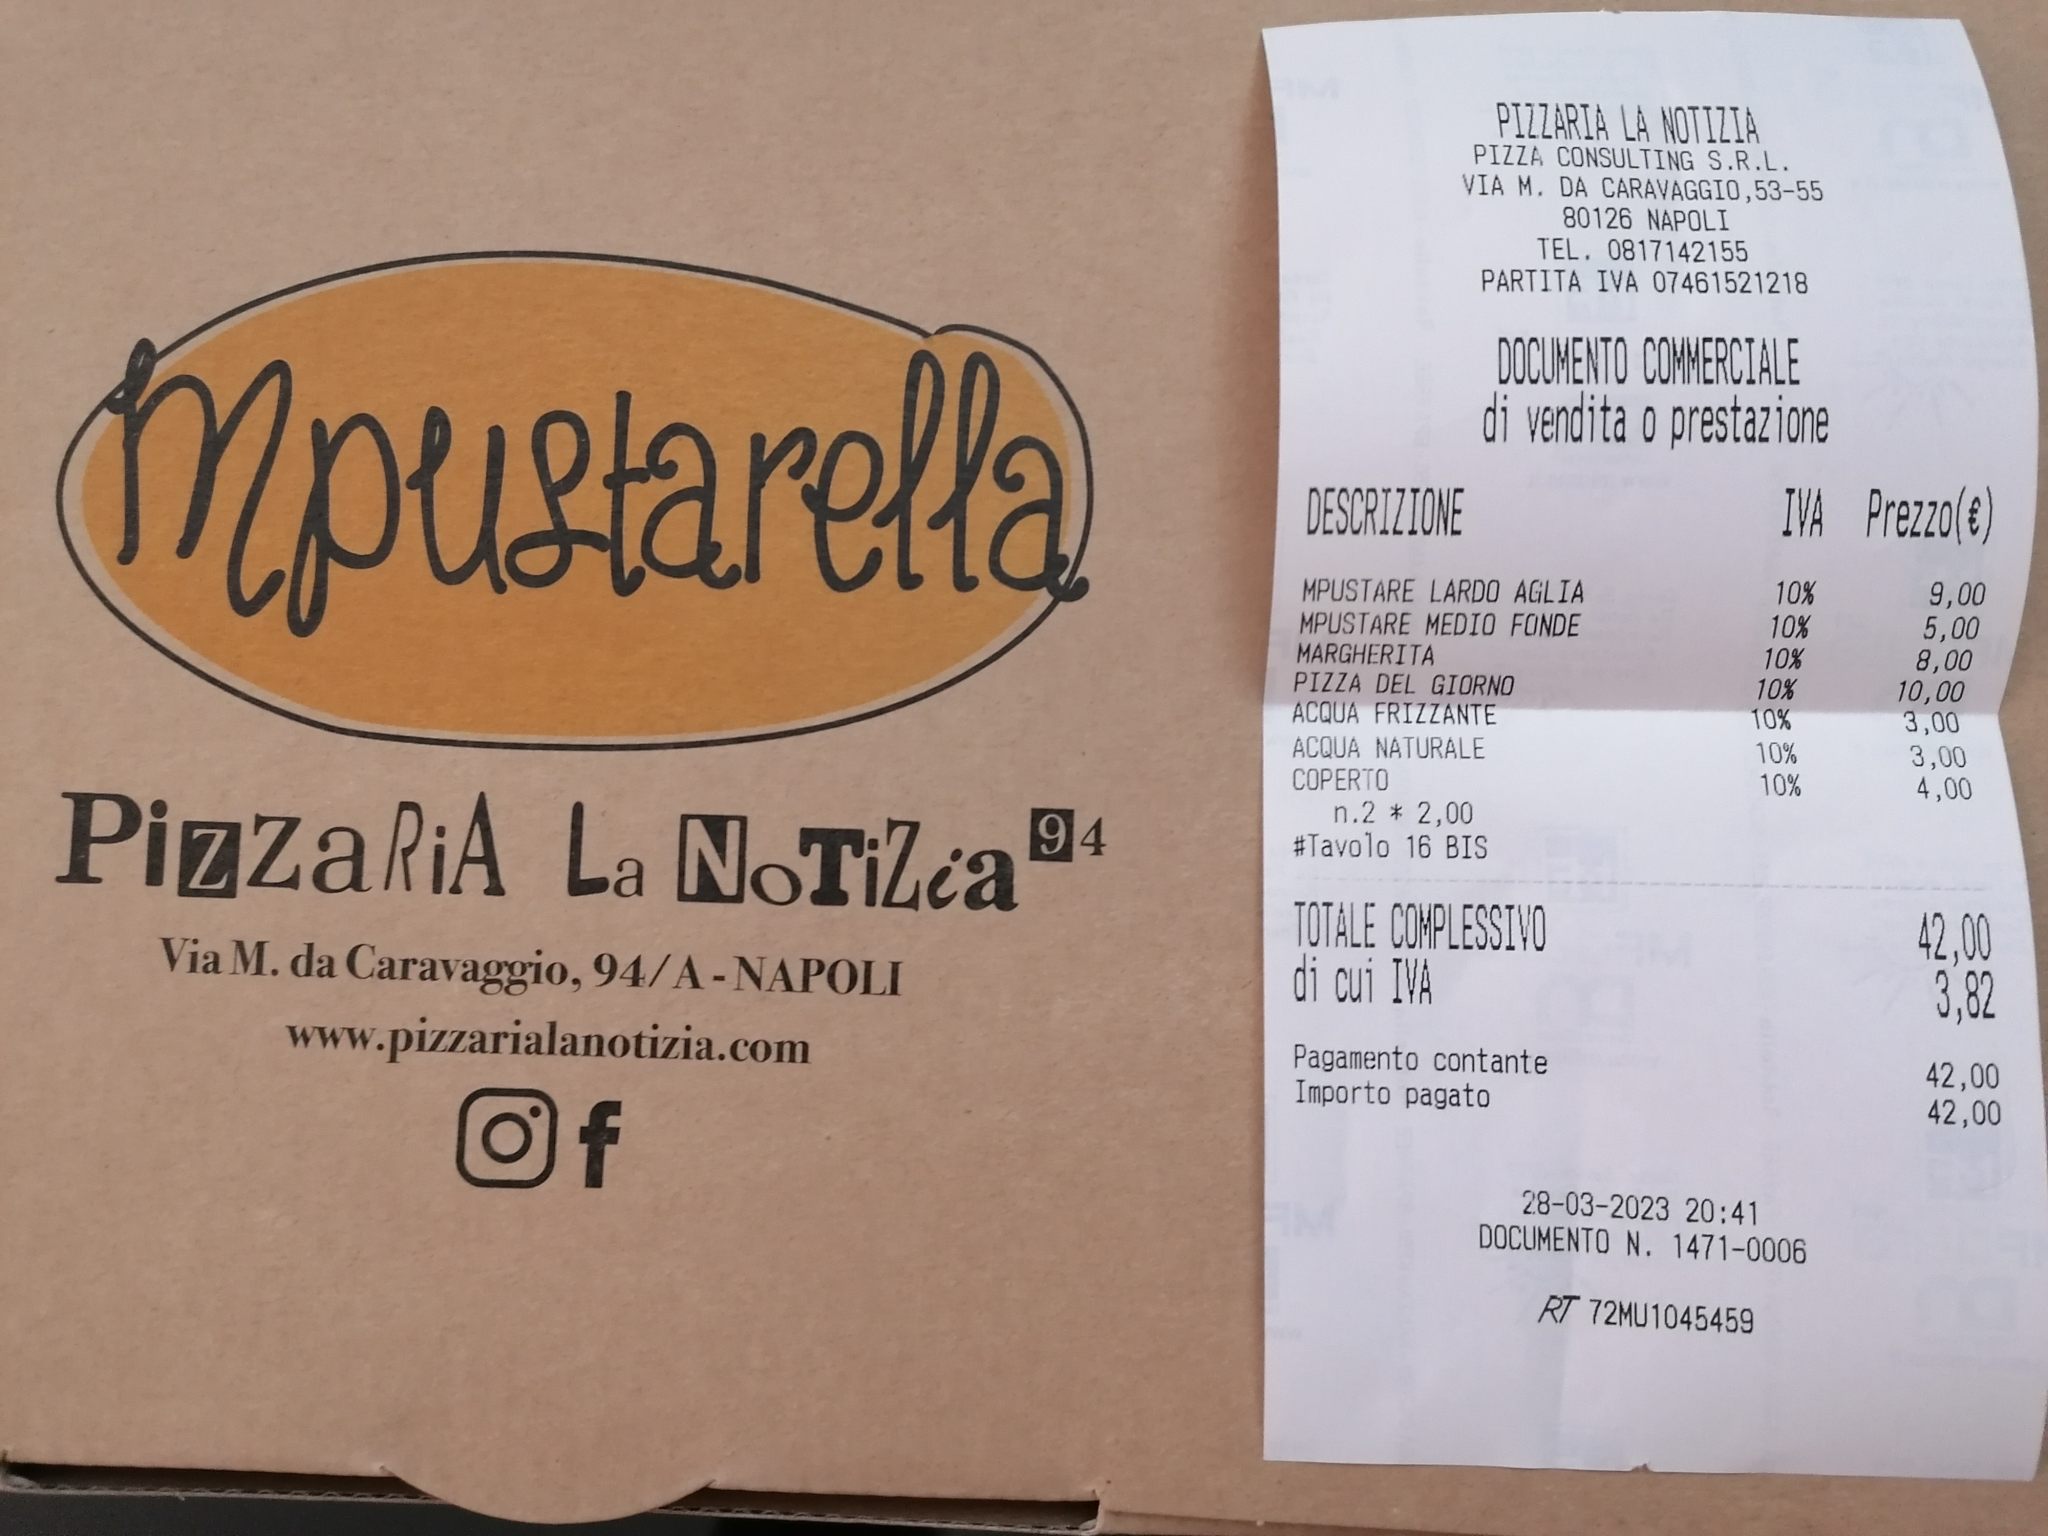 Mpustarella
PizzaRiA La NoTiZia 94
Via M. da Caravaggio, 94/A - NAPOLI
www.pizzarialanotizia.com
PIZZARIA LA NOTIZIA
PIZZA CONSULTING S.R.L.
VIA M. DA CARAVAGGIO,53-55
80126 NAPOLI
TEL. 0817142155
PARTITA IVA 07461521218
DOCUMENTO COMMERCIALE
di vendita o prestazione
DESCRIZIONE IVA Prezzo(€)
MPUSTARE LARDO AGLIA 10% 9,00
MPUSTARE MEDIO FONDE 10% 5,00
MARGHERITA 10% 8,00
PIZZA DEL GIORNO 10% 10,00
ACQUA FRIZZANTE 10% 3,00
ACQUA NATURALE 10% 3,00
COPERTO 10% 4,00
n.2 * 2,00
#Tavolo 16 BIS
TOTALE COMPLESSIVO 42,00
di cui IVA 3,82
Pagamento contante 42,00
Importo pagato 42,00
28-03-2023 20:41
DOCUMENTO N. 1471-0006
RT 72MU1045459